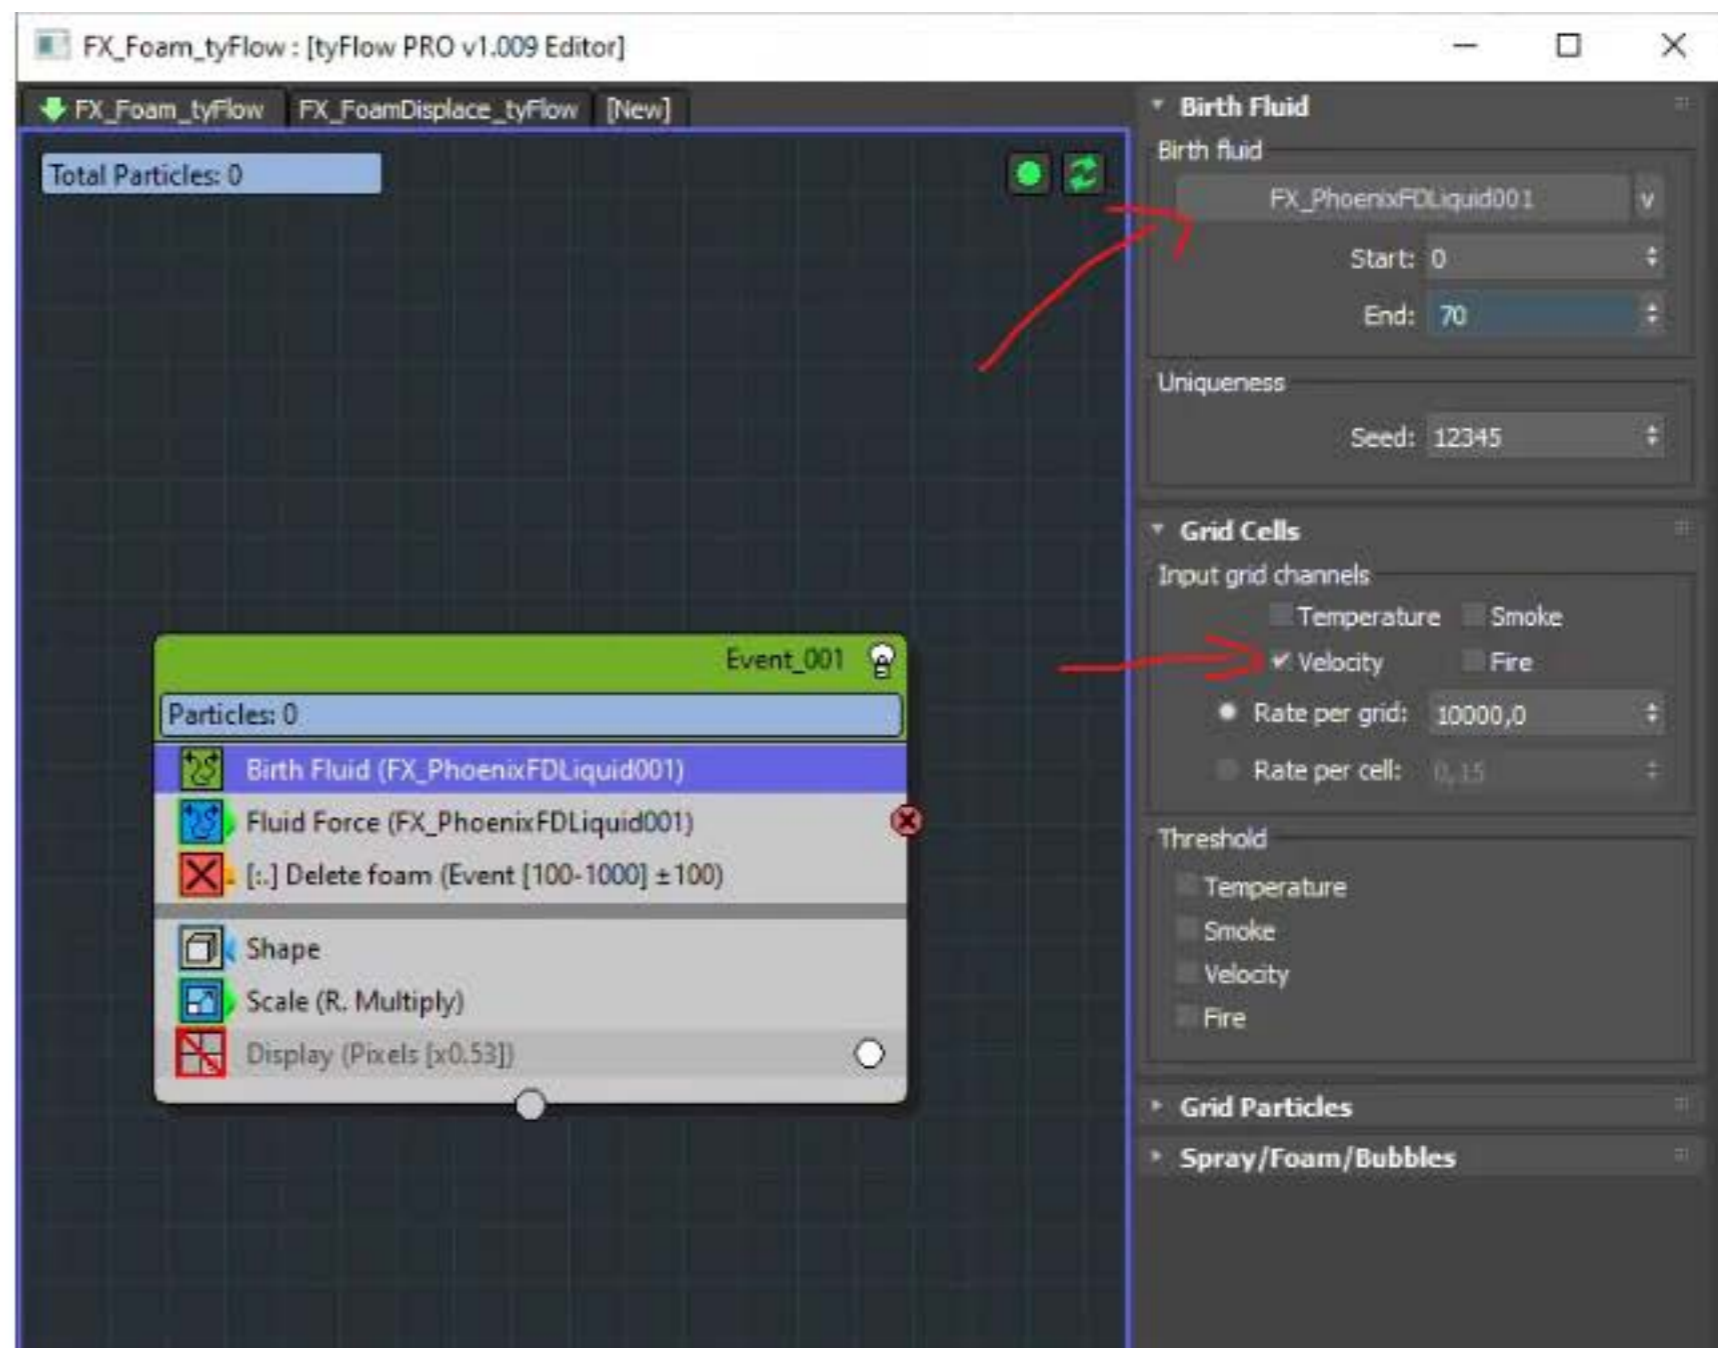 FX_Foam_tyFlow : [tyFlow PRO v1.009 Editor]
FX_Foam_tyFlow FX_FoamDisplace_tyFlow [New]
Total Particles: 0
Event_001
Particles: 0
Birth Fluid (FX_PhoenixFDLiquid001)
Fluid Force (FX_PhoenixFDLiquid001)
[:.] Delete foam (Event [100-1000] ±100)
Shape
Scale (R. Multiply)
Display (Pixels [x0.53])
Birth Fluid
Birth fluid
FX_PhoenixFDLiquid001 v
Start: 0
End: 70
Uniqueness
Seed: 12345
Grid Cells
Input grid channels
Temperature Smoke
Velocity Fire
Rate per grid: 10000,0
Rate per cell: 0,15
Threshold
Temperature
Smoke
Velocity
Fire
Grid Particles
Spray/Foam/Bubbles